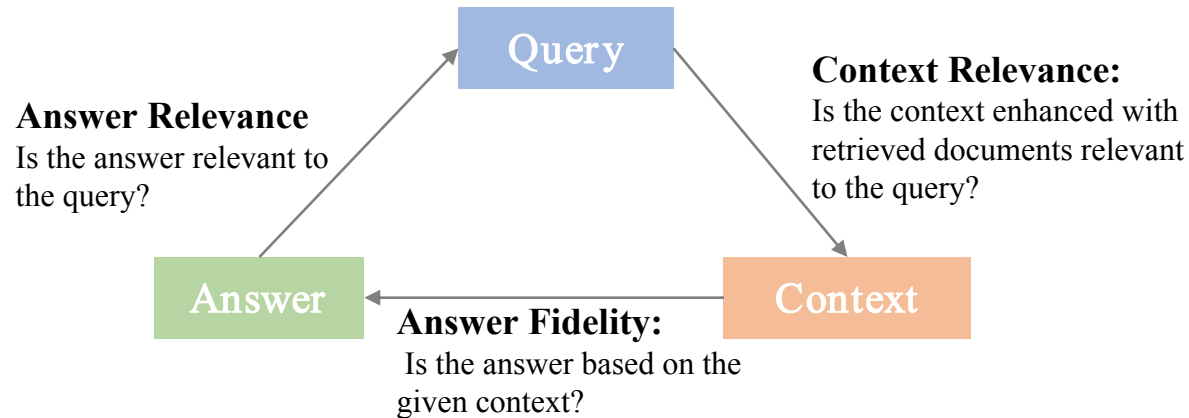 Query
Context Relevance:
Is the context enhanced with
retrieved documents relevant
to the query?
Answer Relevance
Is the answer relevant to
the query?
Answer
Context
Answer Fidelity:
Is the answer based on the
given context?